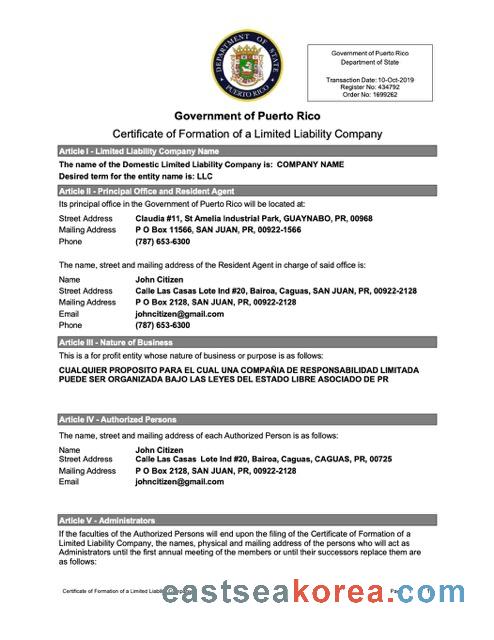 DEPARTMENT OF STATE
PUERTO RICO
Government of Puerto Rico
Department of State
Transaction Date: 10-Oct-2019
Register No: 434792
Order No: 1699262
Government of Puerto Rico
Certificate of Formation of a Limited Liability Company
Article I - Limited Liability Company Name
The name of the Domestic Limited Liability Company is: COMPANY NAME
Desired term for the entity name is: LLC
Article II - Principal Office and Resident Agent
Its principal office in the Government of Puerto Rico will be located at:
Street Address Claudia #11, St Amelia Industrial Park, GUAYNABO, PR, 00968
Mailing Address P O Box 11566, SAN JUAN, PR, 00922-1566
Phone (787) 653-6300
The name, street and mailing address of the Resident Agent in charge of said office is:
Name John Citizen
Street Address Calle Las Casas Lote Ind #20, Bairoa, Caguas, SAN JUAN, PR, 00922-2128
Mailing Address P O Box 2128, SAN JUAN, PR, 00922-2128
Email johncitizen@gmail.com
Phone (787) 653-6300
Article III - Nature of Business
This is a for profit entity whose nature of business or purpose is as follows:
CUALQUIER PROPOSITO PARA EL CUAL UNA COMPAÑIA DE RESPONSABILIDAD LIMITADA
PUEDE SER ORGANIZADA BAJO LAS LEYES DEL ESTADO LIBRE ASOCIADO DE PR
Article IV - Authorized Persons
The name, street and mailing address of each Authorized Person is as follows:
Name John Citizen
Street Address Calle Las Casas Lote Ind #20, Bairoa, Caguas, CAGUAS, PR, 00725
Mailing Address P O Box 2128, SAN JUAN, PR, 00922-2128
Email johncitizen@gmail.com
Article V - Administrators
If the faculties of the Authorized Persons will end upon the filing of the Certificate of Formation of a
Limited Liability Company, the names, physical and mailing address of the persons who will act as
Administrators until the first annual meeting of the members or until their successors replace them are
as follows:
Certificate of Formation of a Limited Liability
eastseakorea.com